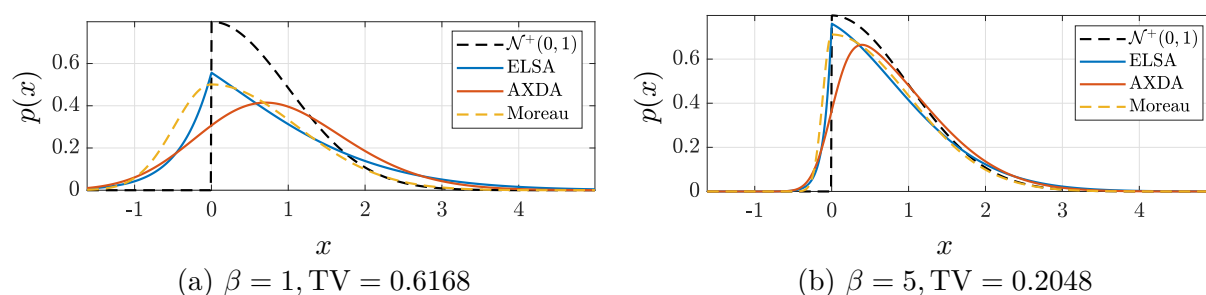 p(x)
0.6
0.4
0.2
0
-1 0 1 2 3 4
x
𝒩⁺(0, 1)
ELSA
AXDA
Moreau
(a) β = 1, TV = 0.6168
p(x)
0.6
0.4
0.2
0
-1 0 1 2 3 4
x
𝒩⁺(0, 1)
ELSA
AXDA
Moreau
(b) β = 5, TV = 0.2048